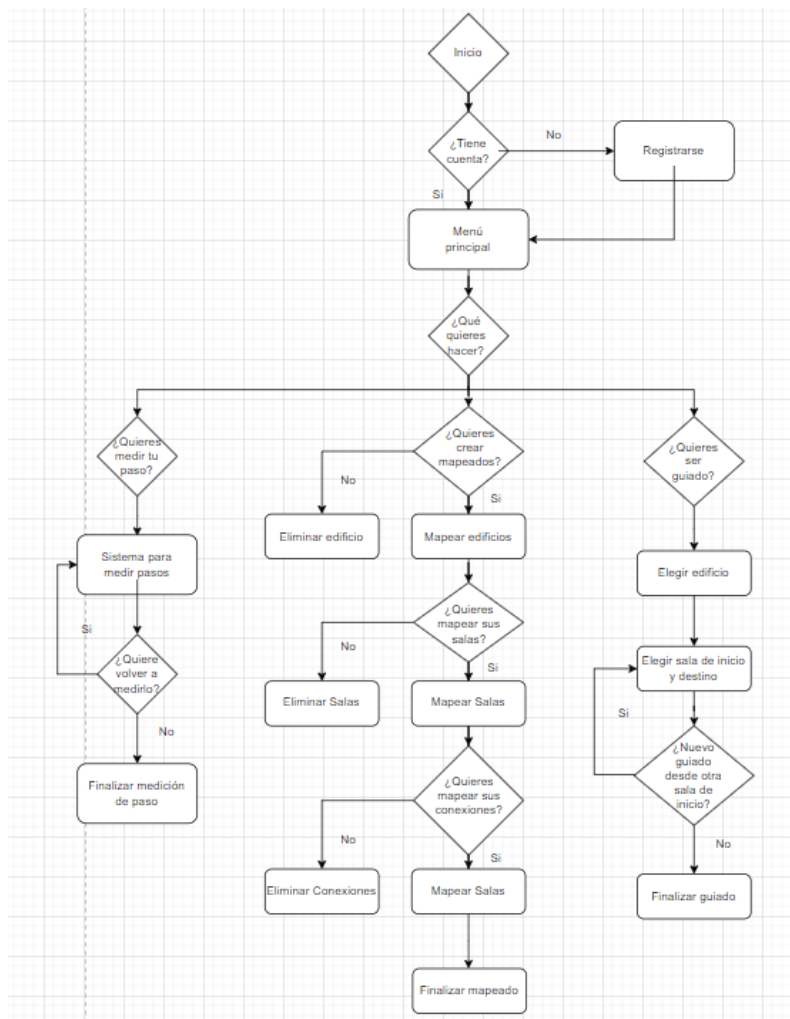 Inicio
¿Tiene
cuenta?
No
Registrarse
Si
Menú
principal
¿Qué
quieres
hacer?
¿Quieres
medir tu
paso?
Sistema para
medir pasos
Si
¿Quiere
volver a
medirlo?
No
Finalizar medición
de paso
¿Quieres
crear
mapeados?
No
Si
Eliminar edificio
Mapear edificios
¿Quieres
mapear sus
salas?
No
Si
Eliminar Salas
Mapear Salas
¿Quieres
mapear sus
conexiones?
No
Si
Eliminar Conexiones
Mapear Salas
Finalizar mapeado
¿Quieres
ser
guiado?
Elegir edificio
Elegir sala de inicio
y destino
Si
¿Nuevo
guiado
desde otra
sala de
inicio?
No
Finalizar guiado